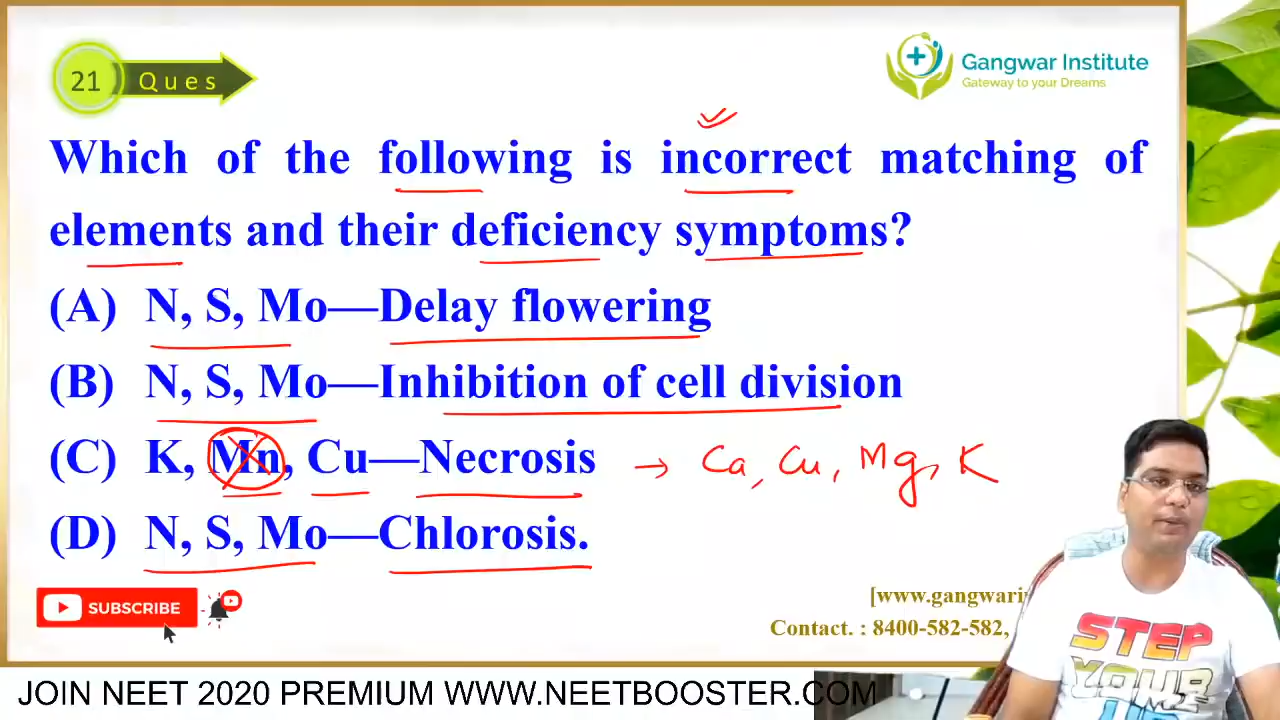 21 Ques
Gangwar Institute
Gateway to your Dreams
Which of the following is incorrect matching of
elements and their deficiency symptoms?
(A) N, S, Mo—Delay flowering
(B) N, S, Mo—Inhibition of cell division
(C) K, Mn, Cu—Necrosis → Ca, Cu, Mg, K
(D) N, S, Mo—Chlorosis.
SUBSCRIBE
Contact. : 8400-582-582,
STEP
YOUR
JOIN NEET 2020 PREMIUM WWW.NEETBOOSTER.COM